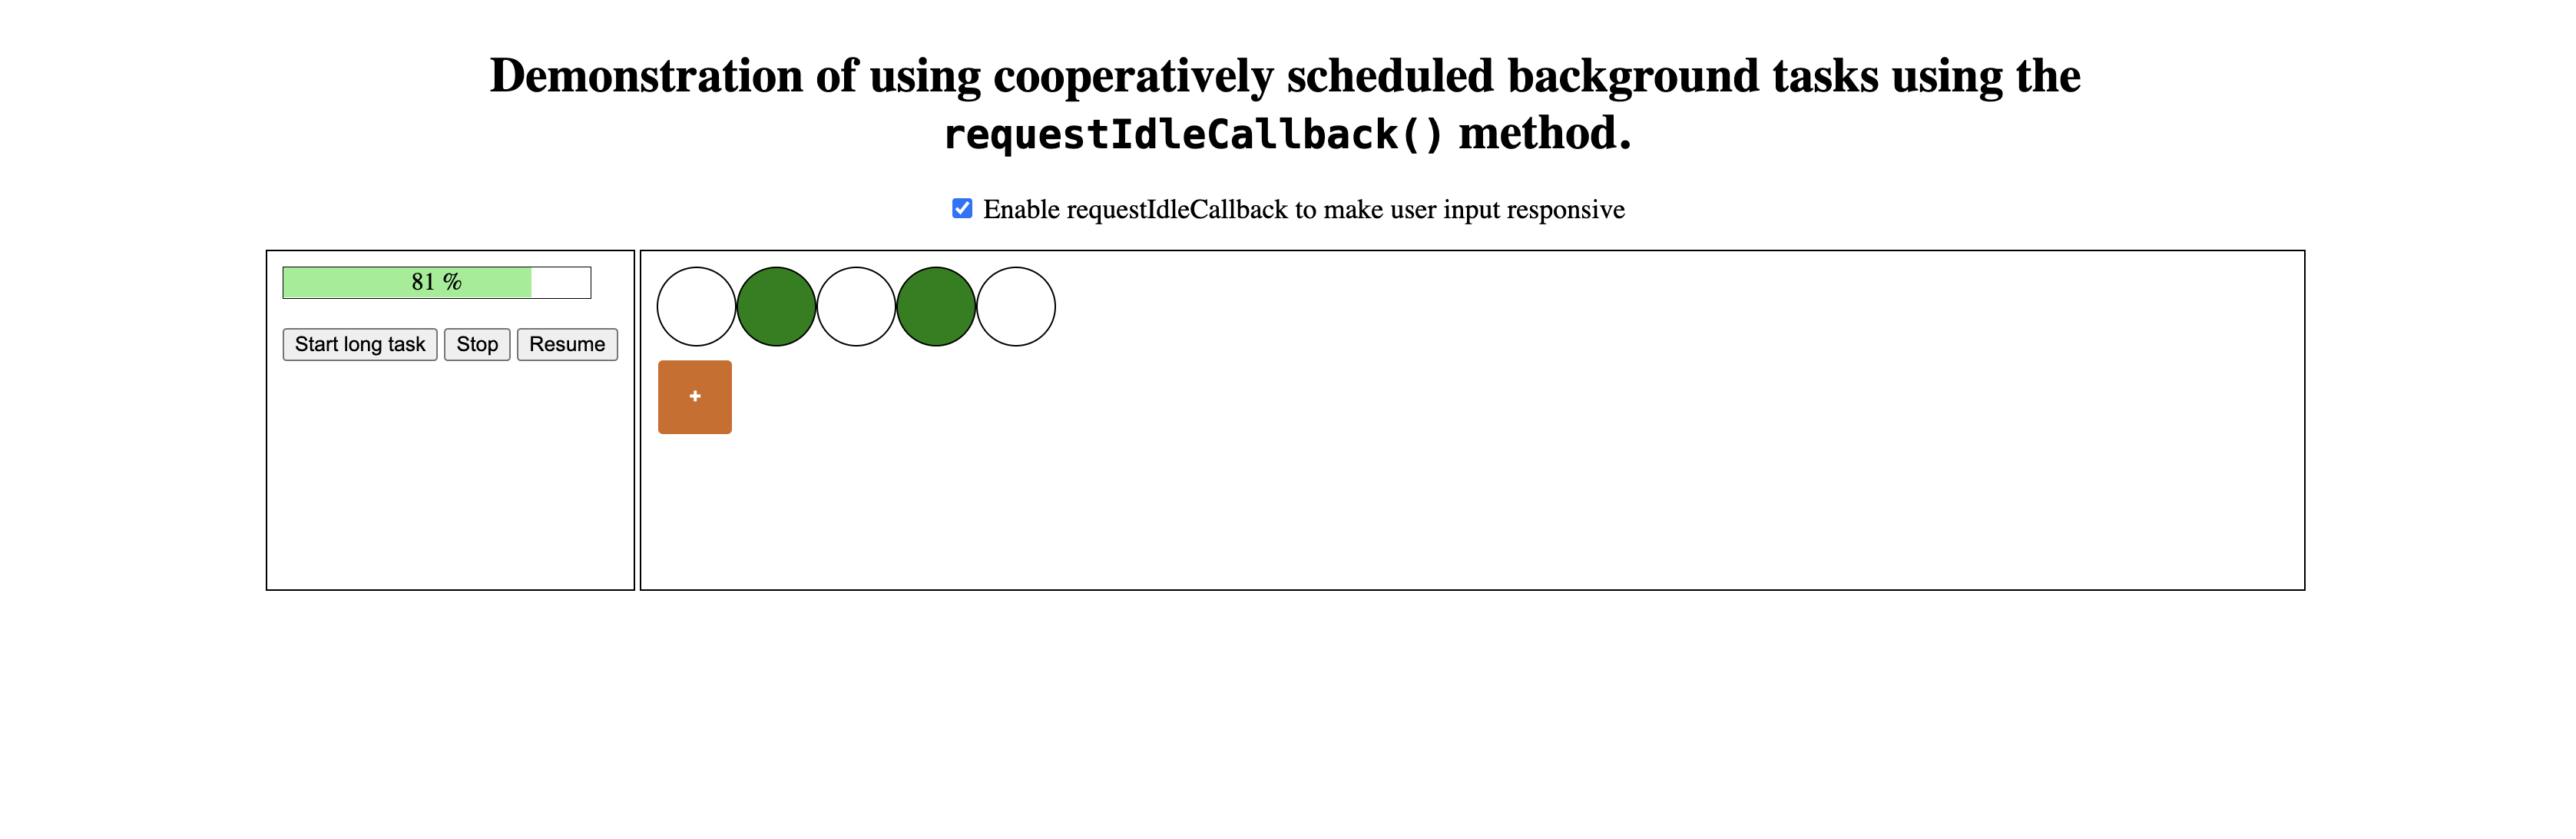 Demonstration of using cooperatively scheduled background tasks using the
requestIdleCallback() method.
Enable requestIdleCallback to make user input responsive
81 %
Start long task Stop Resume
+